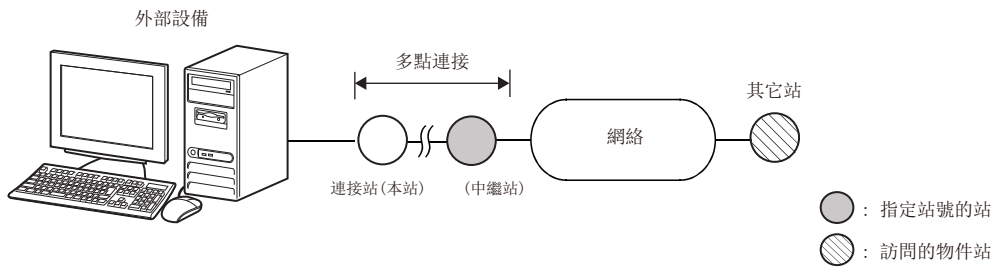 外部設備
多點連接
其它站
網絡
連接站(本站)
(中繼站)
: 指定站號的站
: 訪問的物件站